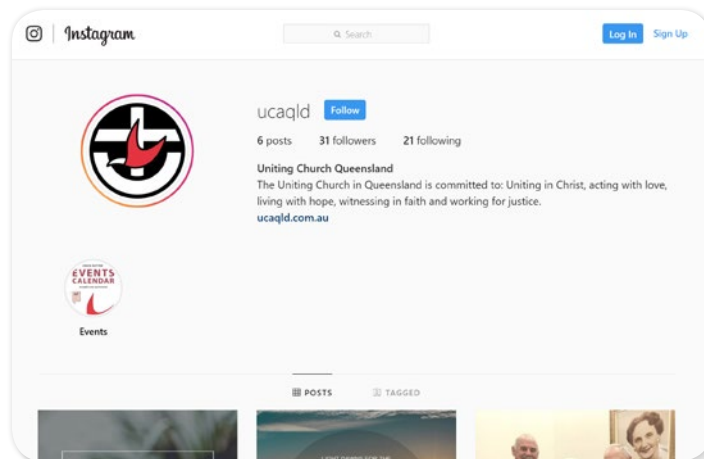 Instagram
Search
Log In
Sign Up
ucaqld
Follow
6 posts 31 followers 21 following
Uniting Church Queensland
The Uniting Church in Queensland is committed to: Uniting in Christ, acting with love,
living with hope, witnessing in faith and working for justice.
ucaqld.com.au
EVENTS
CALENDAR
Events
POSTS
TAGGED